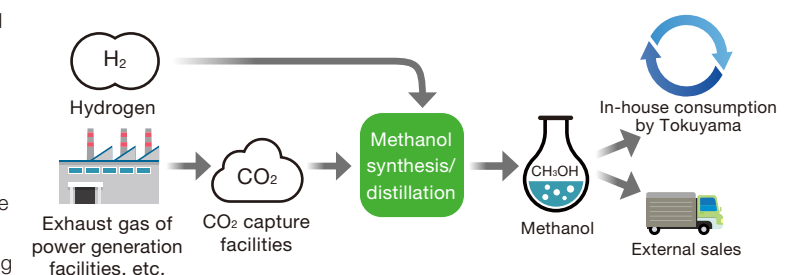 H₂
Hydrogen
Exhaust gas of
power generation
facilities, etc.
CO₂
CO₂ capture
facilities
Methanol
synthesis/
distillation
CH₃OH
Methanol
In-house consumption
by Tokuyama
External sales